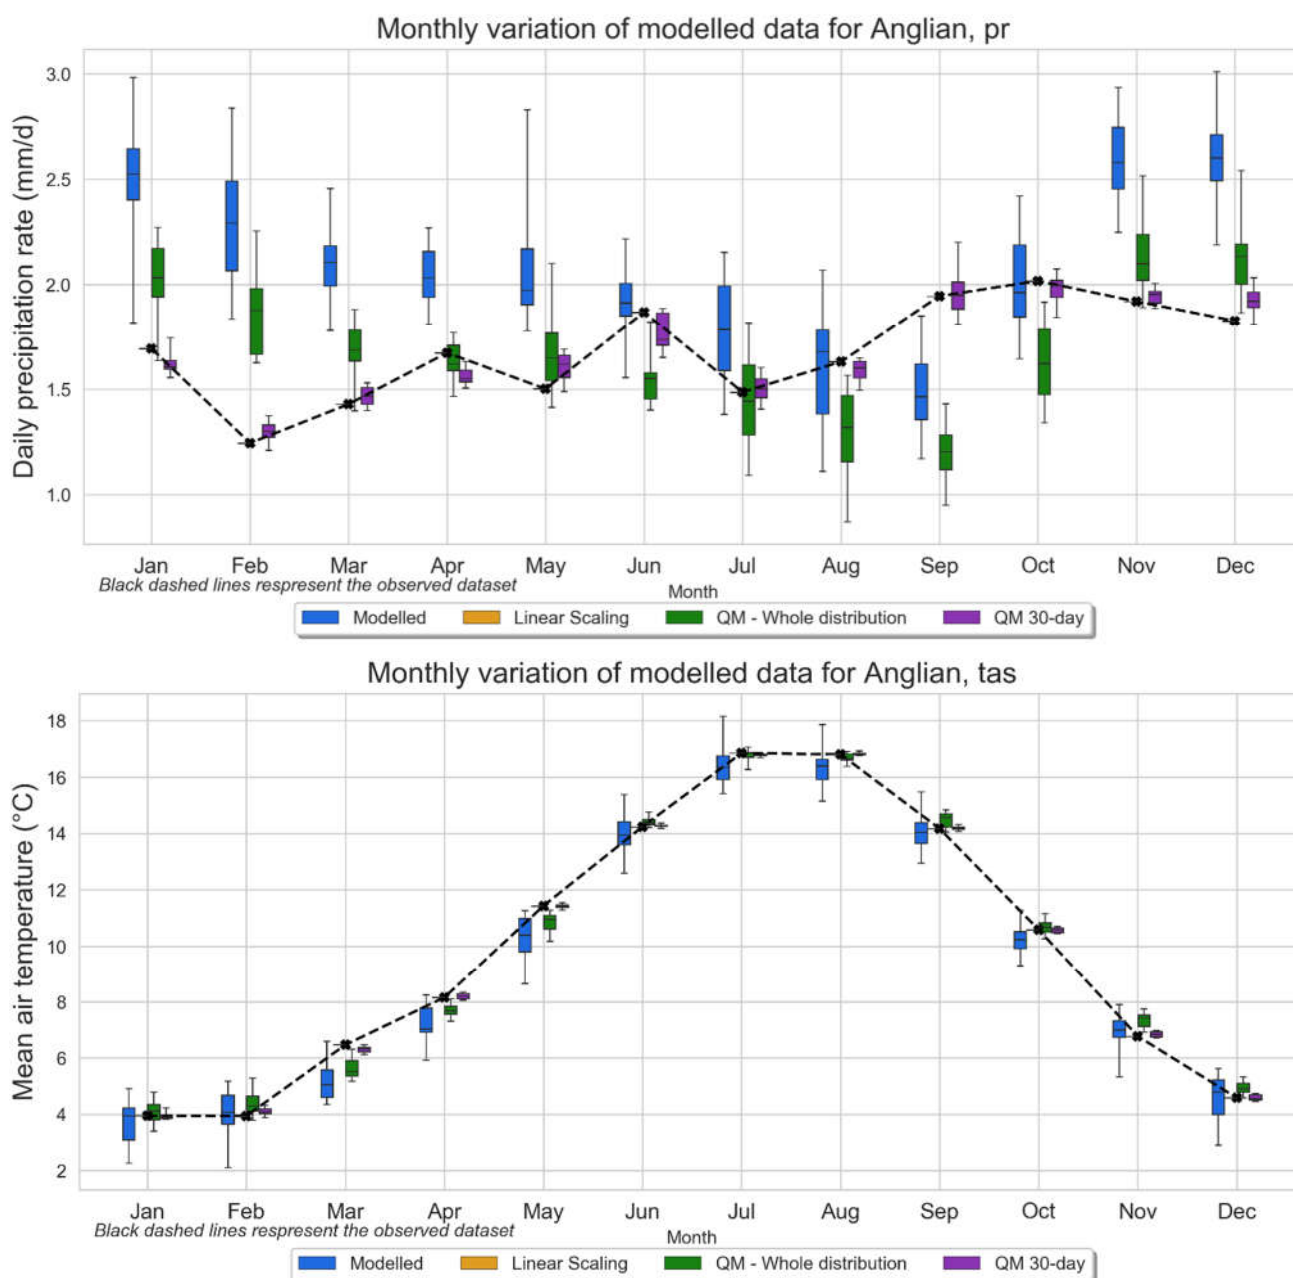 Monthly variation of modelled data for Anglian, pr
Daily precipitation rate (mm/d)
3.0
2.5
2.0
1.5
1.0
Jan Feb Mar Apr May Jun Jul Aug Sep Oct Nov Dec
Black dashed lines respresent the observed dataset
Month
Modelled Linear Scaling QM - Whole distribution QM 30-day
Monthly variation of modelled data for Anglian, tas
Mean air temperature (°C)
18
16
14
12
10
8
6
4
2
Jan Feb Mar Apr May Jun Jul Aug Sep Oct Nov Dec
Black dashed lines respresent the observed dataset
Month
Modelled Linear Scaling QM - Whole distribution QM 30-day